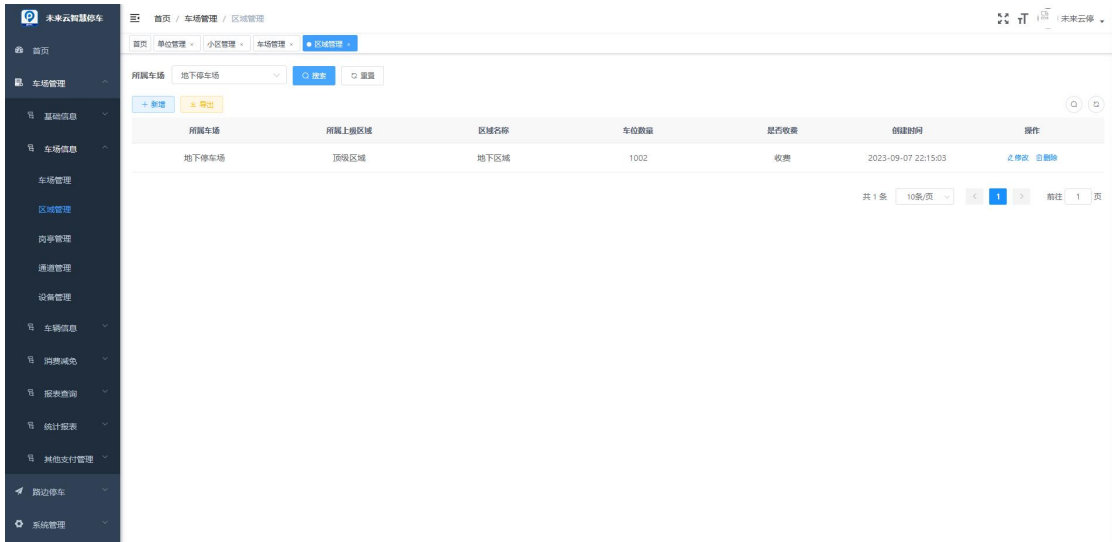 未来云智慧停车
首页 / 车场管理 / 区域管理
未来云停
首页
首页 单位管理 × 小区管理 × 车场管理 × 区域管理 ×
车场管理
所属车场 地下停车场 搜索 重置
+ 新增 导出
基础信息
所属车场 所属上级区域 区域名称 车位数量 是否收费 创建时间 操作
车场信息
地下停车场 顶级区域 地下区域 1002 收费 2023-09-07 22:15:03 修改 删除
车场管理
共 1 条 10条/页 < 1 > 前往 1 页
区域管理
岗亭管理
通道管理
设备管理
车辆信息
消费减免
报表查询
统计报表
其他支付管理
路边停车
系统管理